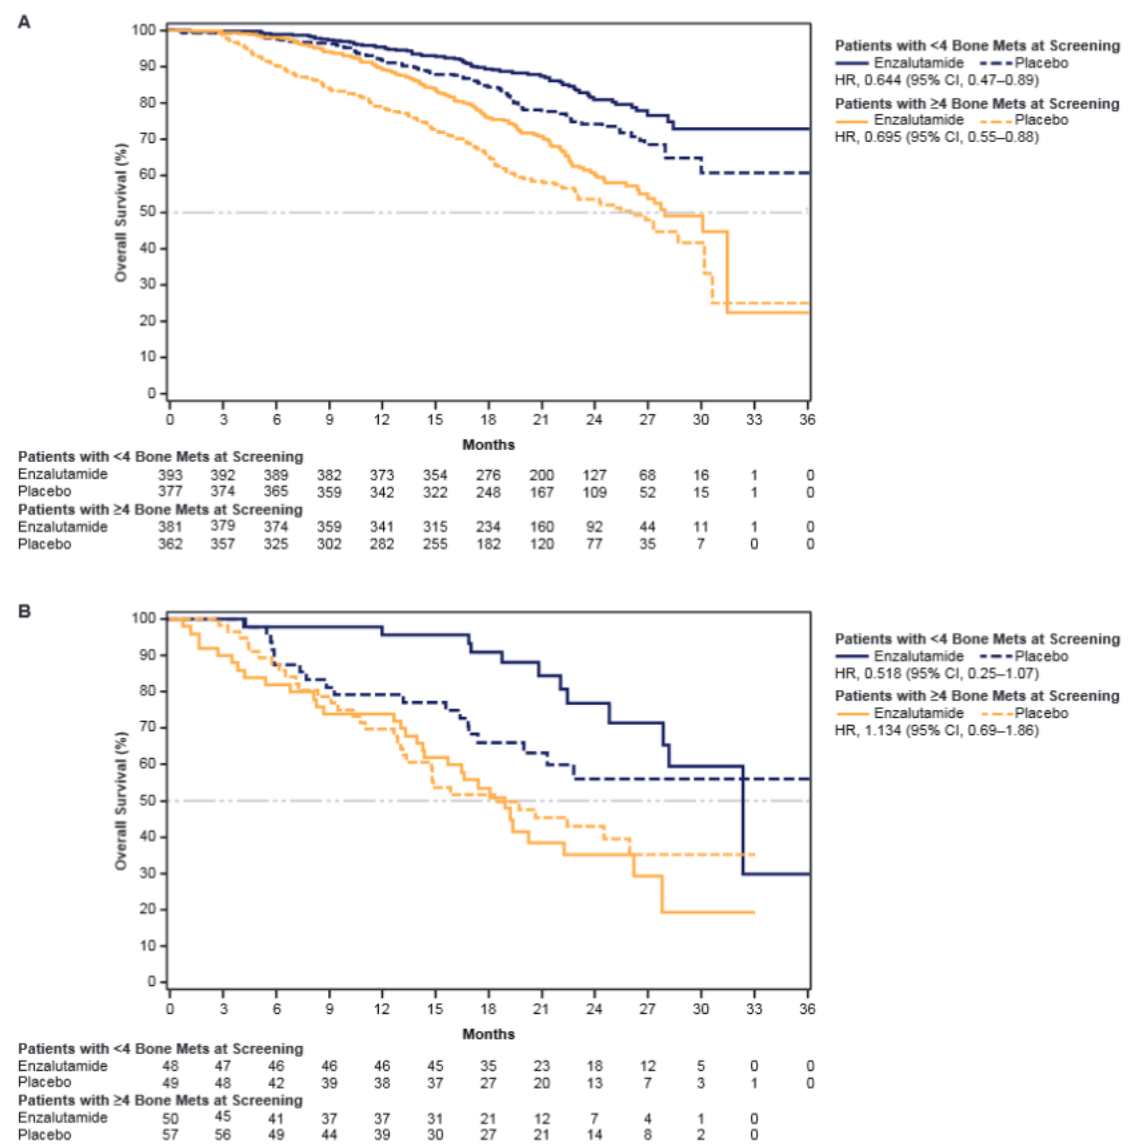 A
100
90
80
70
60
50
40
30
20
10
0
Overall Survival (%)
0 3 6 9 12 15 18 21 24 27 30 33 36
Months
Patients with <4 Bone Mets at Screening
Enzalutamide Placebo
HR, 0.644 (95% CI, 0.47–0.89)
Patients with ≥4 Bone Mets at Screening
Enzalutamide Placebo
HR, 0.695 (95% CI, 0.55–0.88)
Patients with <4 Bone Mets at Screening
Enzalutamide 393 392 389 382 373 354 276 200 127 68 16 1 0
Placebo 377 374 365 359 342 322 248 167 109 52 15 1 0
Patients with ≥4 Bone Mets at Screening
Enzalutamide 381 379 374 359 341 315 234 160 92 44 11 1 0
Placebo 362 357 325 302 282 255 182 120 77 35 7 0 0
B
100
90
80
70
60
50
40
30
20
10
0
Overall Survival (%)
0 3 6 9 12 15 18 21 24 27 30 33 36
Months
Patients with <4 Bone Mets at Screening
Enzalutamide Placebo
HR, 0.518 (95% CI, 0.25–1.07)
Patients with ≥4 Bone Mets at Screening
Enzalutamide Placebo
HR, 1.134 (95% CI, 0.69–1.86)
Patients with <4 Bone Mets at Screening
Enzalutamide 48 47 46 46 46 45 35 23 18 12 5 0 0
Placebo 49 48 42 39 38 37 27 20 13 7 3 1 0
Patients with ≥4 Bone Mets at Screening
Enzalutamide 50 45 41 37 37 31 21 12 7 4 1 0
Placebo 57 56 49 44 39 30 27 21 14 8 2 0